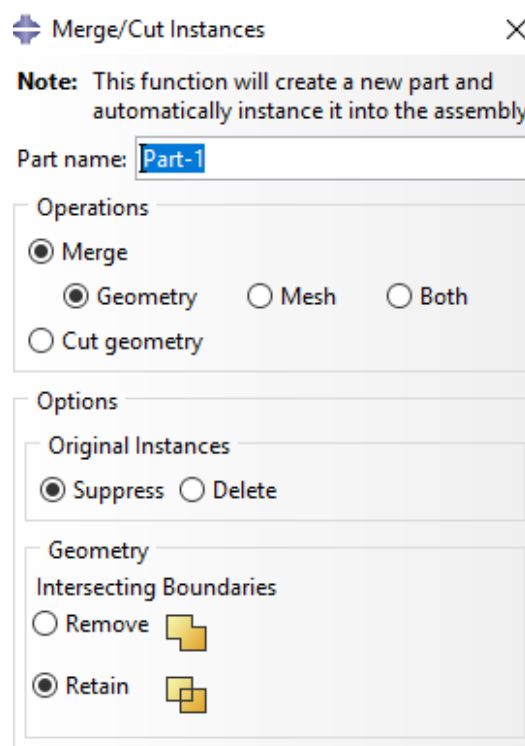 Merge/Cut Instances
Note: This function will create a new part and
automatically instance it into the assembly
Part name: Part-1
Operations
Merge
Geometry Mesh Both
Cut geometry
Options
Original Instances
Suppress Delete
Geometry
Intersecting Boundaries
Remove
Retain